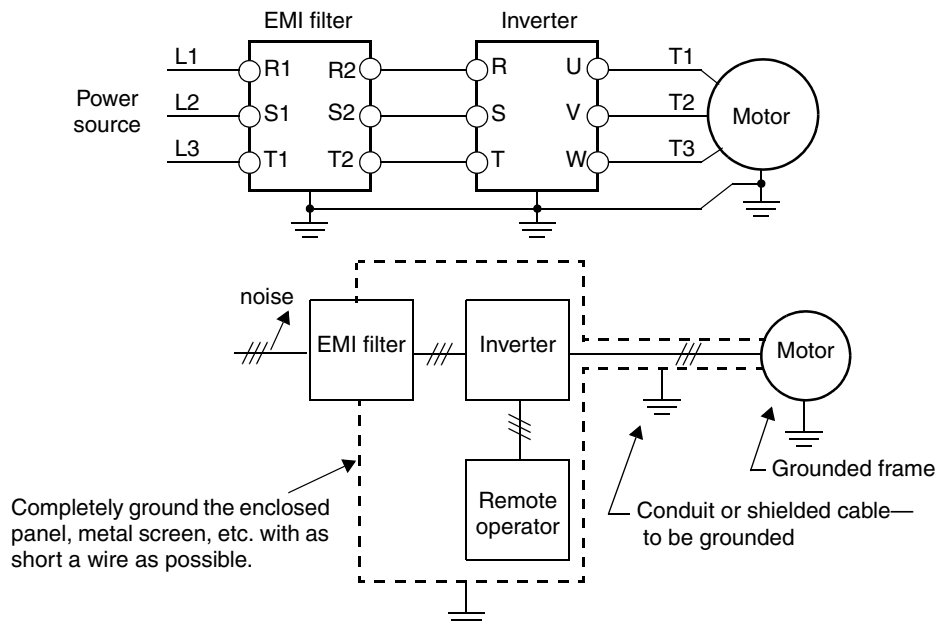 EMI filter
Inverter
L1
R1
R2
R
U
T1
Power
source
L2
S1
S2
S
V
T2
Motor
L3
T1
T2
T
W
T3
noise
EMI filter
Inverter
Motor
Grounded frame
Completely ground the enclosed
panel, metal screen, etc. with as
short a wire as possible.
Remote
operator
Conduit or shielded cable—
to be grounded